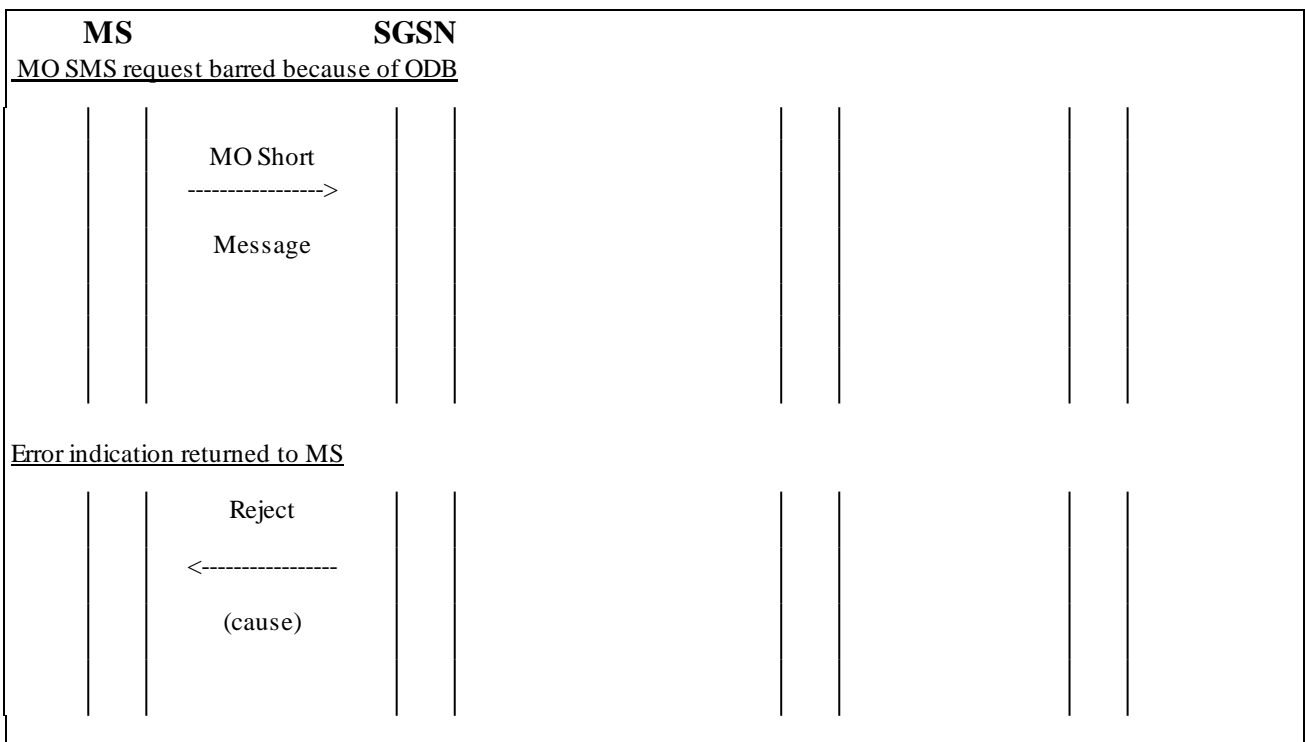 MS SGSN
MO SMS request barred because of ODB
MO Short
----------------->
Message
Error indication returned to MS
Reject
<-----------------
(cause)